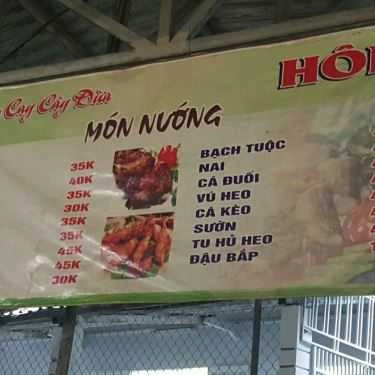 Cay Cây Dừa
HÔ
MÓN NƯỚNG
35K
40K
35K
30K
35K
35K
45K
45K
30K
BẠCH TUỘC
NAI
CÁ ĐUỐI
VÚ HEO
CÁ KÈO
SƯỜN
TU HỦ HEO
ĐẬU BẮP